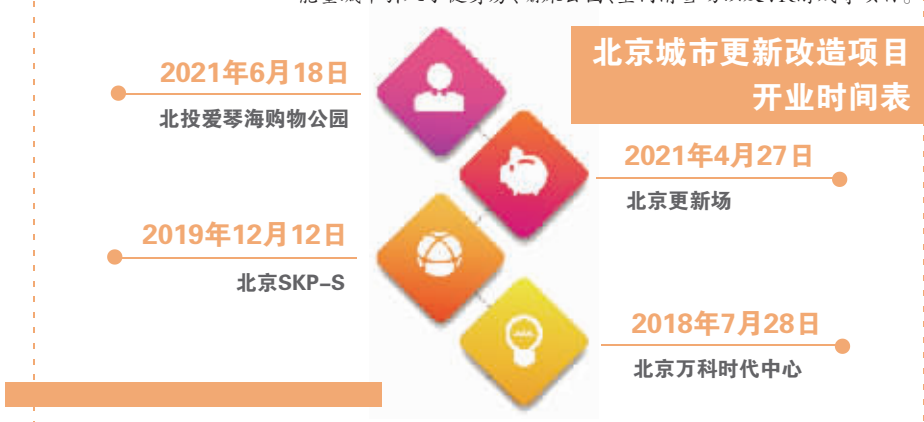 北京城市更新改造项目
开业时间表
2021年6月18日
北投爱琴海购物公园
2021年4月27日
北京更新场
2019年12月12日
北京SKP-S
2018年7月28日
北京万科时代中心